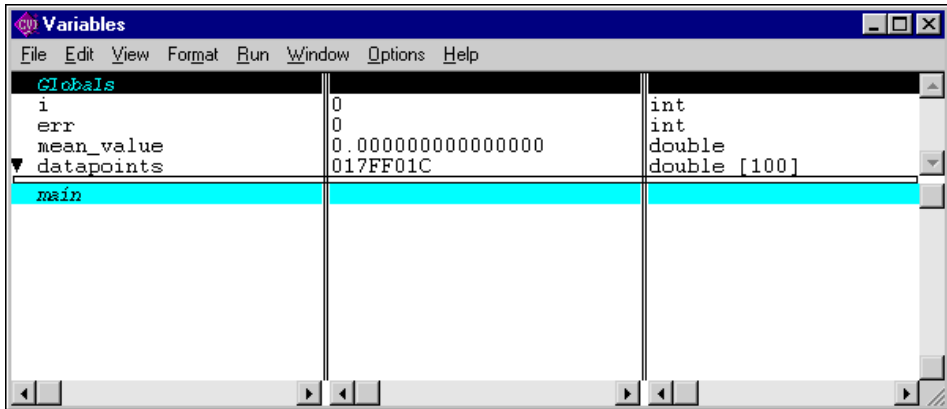 cvi Variables
File Edit View Format Run Window Options Help
Globals
i 0 int
err 0 int
mean_value 0.000000000000000 double
datapoints 017FF01C double [100]
main